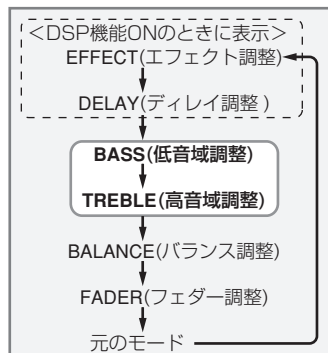 <DSP機能ONのときに表示>
EFFECT(エフェクト調整)
DELAY(ディレイ調整 )
BASS(低音域調整)
TREBLE(高音域調整)
BALANCE(バランス調整)
FADER(フェダー調整)
元のモード